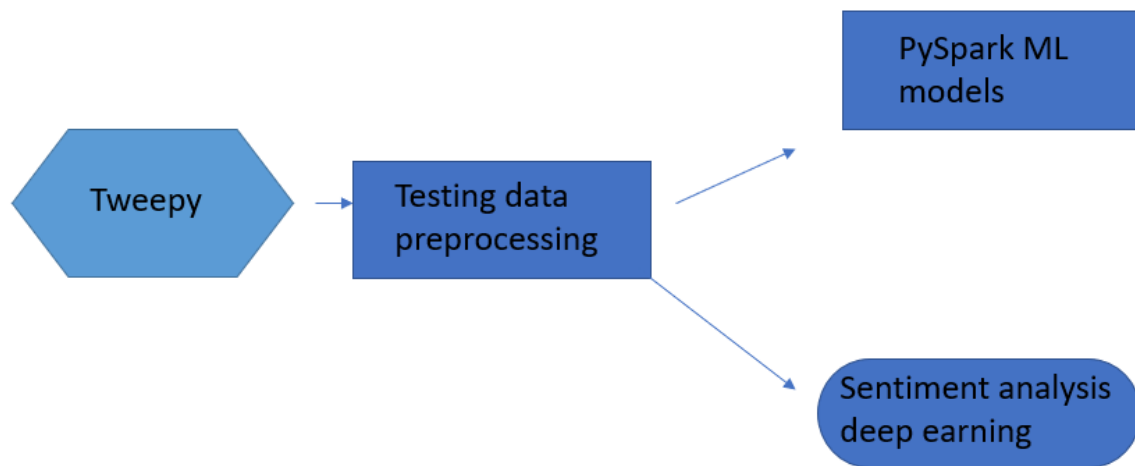 PySpark ML
models
Tweepy
Testing data
preprocessing
Sentiment analysis
deep earning